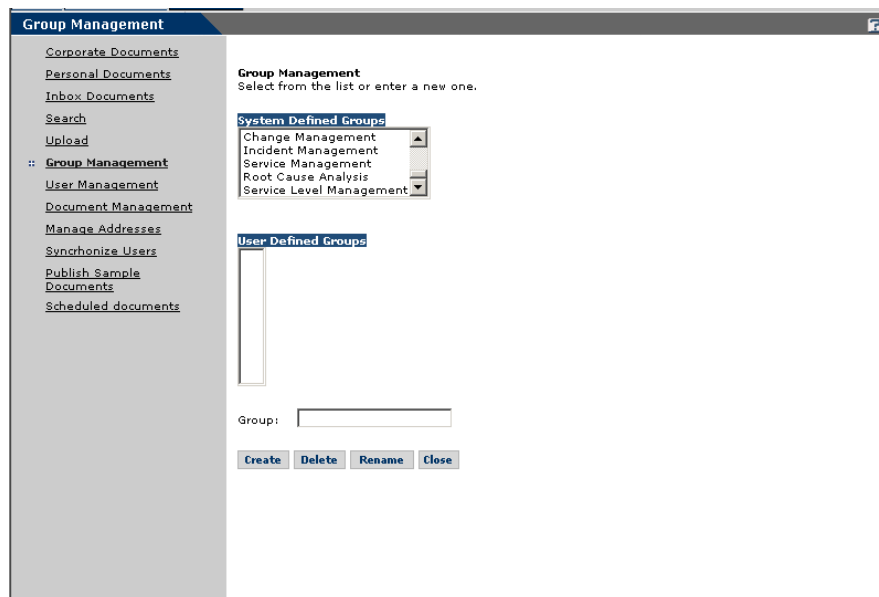 Group Management
Corporate Documents
Personal Documents
Inbox Documents
Search
Upload
Group Management
User Management
Document Management
Manage Addresses
Syncrhonize Users
Publish Sample
Documents
Scheduled documents
Group Management
Select from the list or enter a new one.
System Defined Groups
Change Management
Incident Management
Service Management
Root Cause Analysis
Service Level Management
User Defined Groups
Group:
Create Delete Rename Close